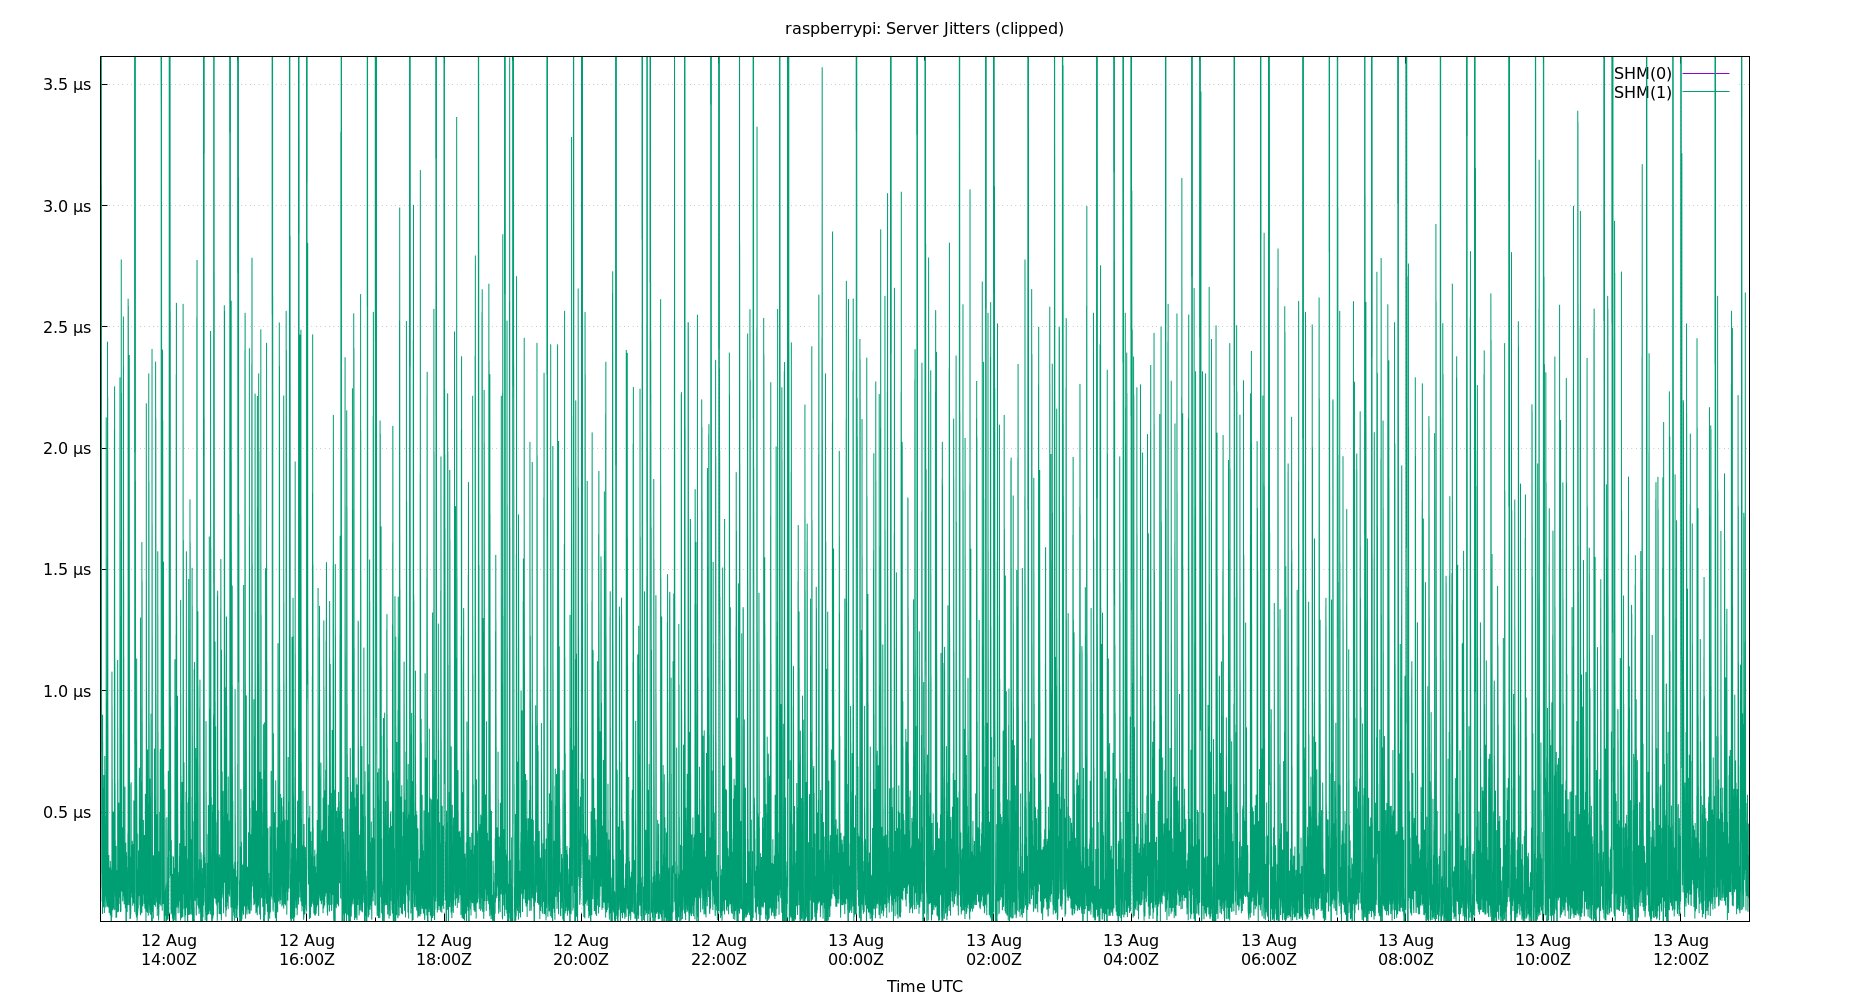 raspberrypi: Server Jitters (clipped)
3.5 μs
3.0 μs
2.5 μs
2.0 μs
1.5 μs
1.0 μs
0.5 μs
SHM(0)
SHM(1)
12 Aug 12 Aug 12 Aug 12 Aug 12 Aug 13 Aug 13 Aug 13 Aug 13 Aug 13 Aug 13 Aug 13 Aug
14:00Z 16:00Z 18:00Z 20:00Z 22:00Z 00:00Z 02:00Z 04:00Z 06:00Z 08:00Z 10:00Z 12:00Z
Time UTC